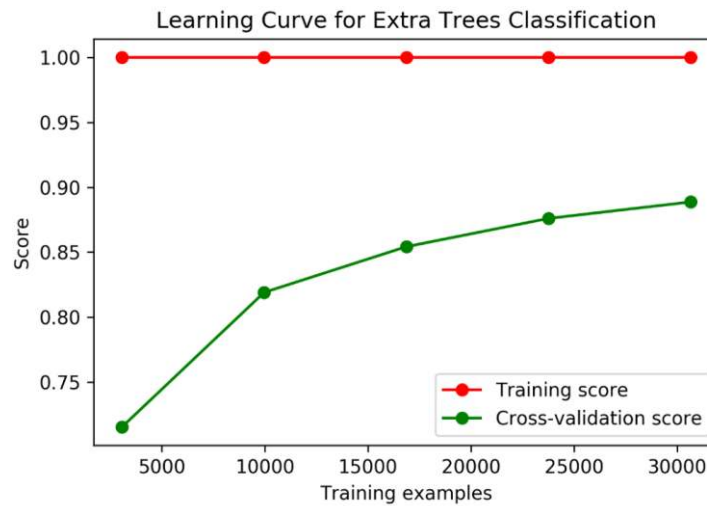 Learning Curve for Extra Trees Classification
1.00
0.95
0.90
0.85
0.80
0.75
Score
Training score
Cross-validation score
5000 10000 15000 20000 25000 30000
Training examples